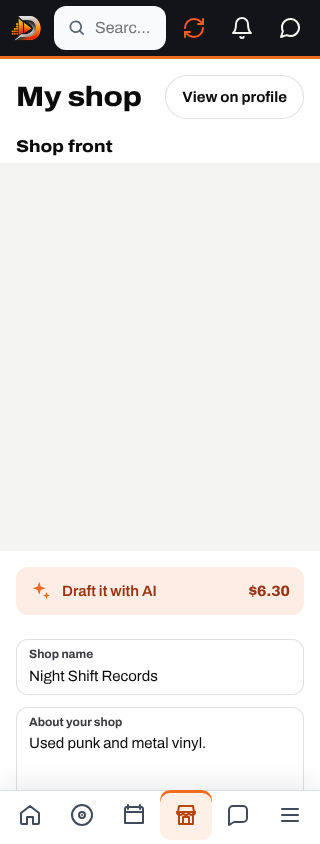 Searc...
My shop
View on profile
Shop front
Draft it with AI
$6.30
Shop name
Night Shift Records
About your shop
Used punk and metal vinyl.